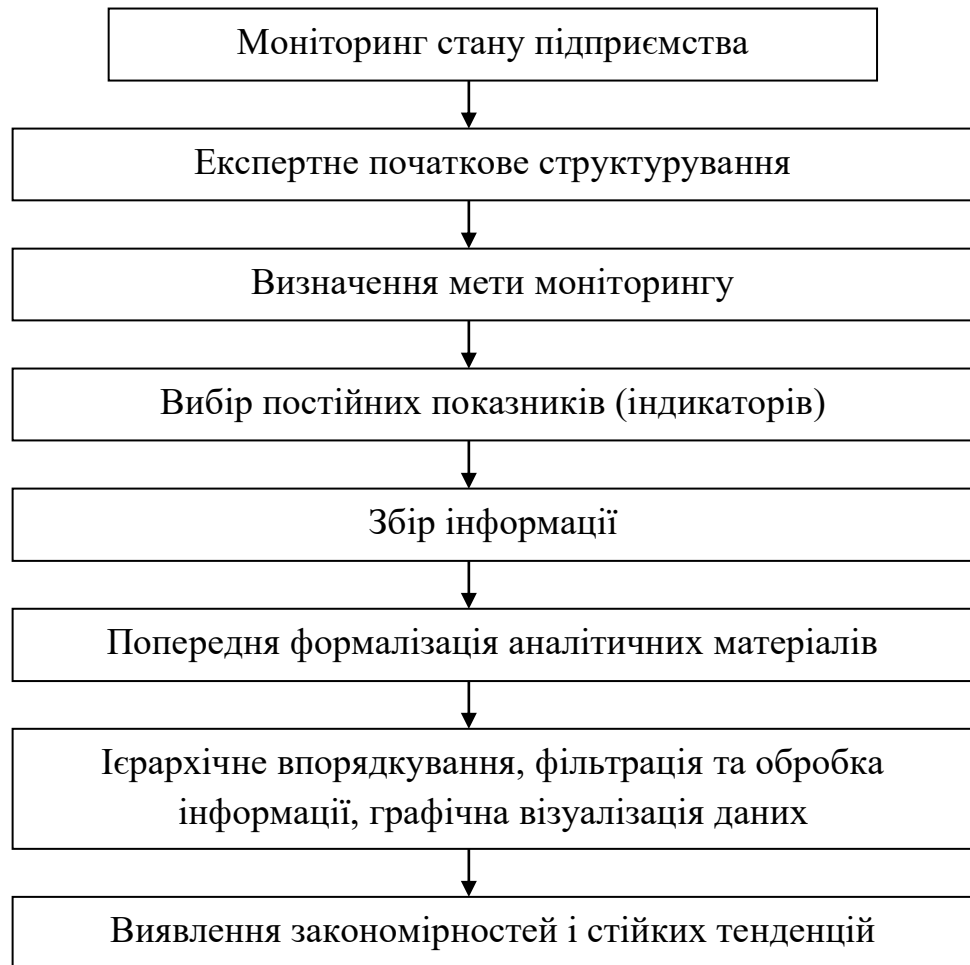 Моніторинг стану підприємства
Експертне початкове структурування
Визначення мети моніторингу
Вибір постійних показників (індикаторів)
Збір інформації
Попередня формалізація аналітичних матеріалів
Ієрархічне впорядкування, фільтрація та обробка
інформації, графічна візуалізація даних
Виявлення закономірностей і стійких тенденцій